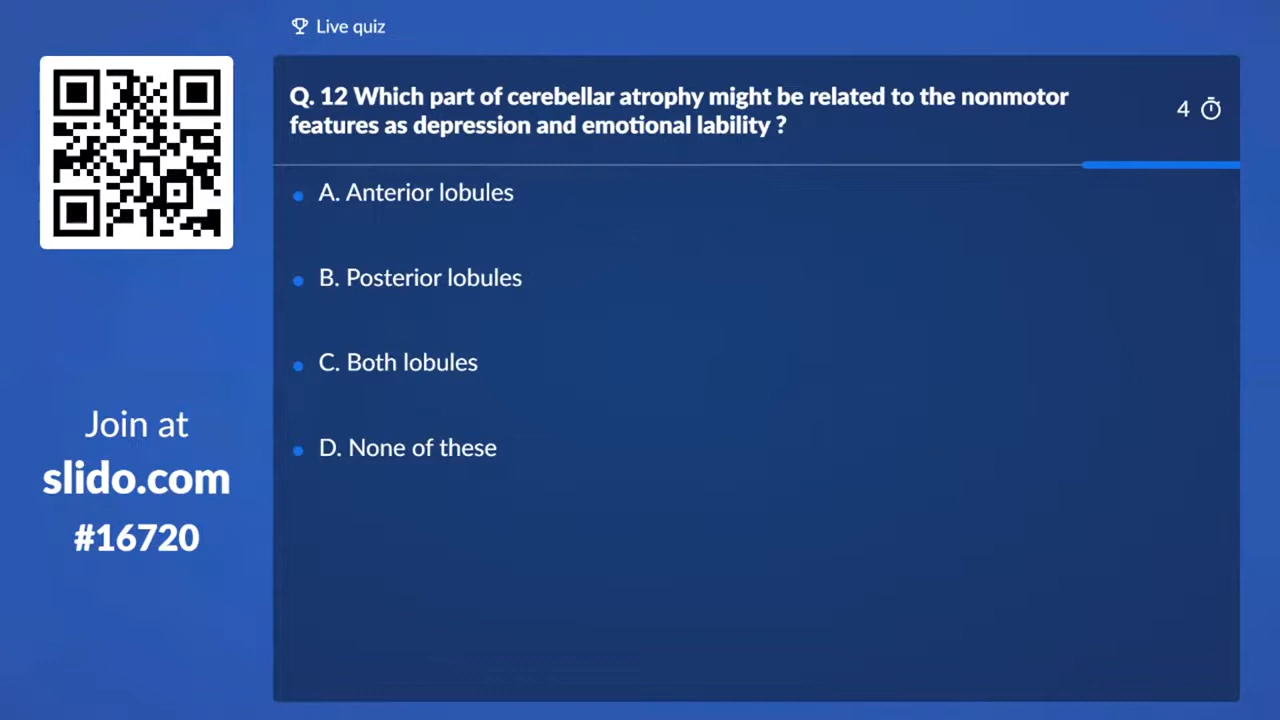 Live quiz
Q. 12 Which part of cerebellar atrophy might be related to the nonmotor
features as depression and emotional lability ?
4
A. Anterior lobules
B. Posterior lobules
C. Both lobules
D. None of these
Join at
slido.com
#16720